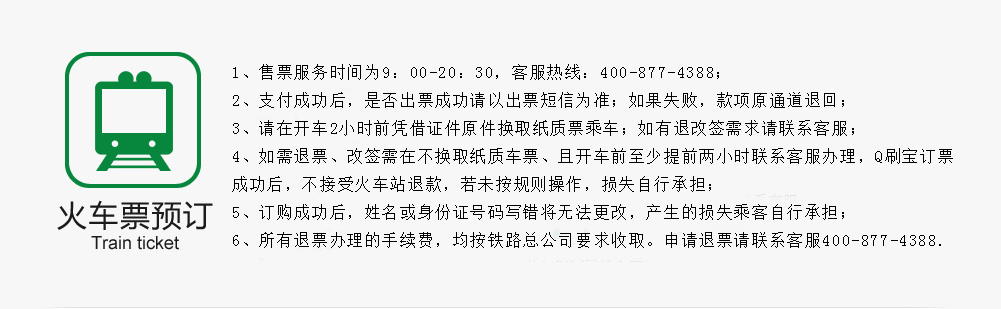 1、售票服务时间为9：00-20：30，客服热线：400-877-4388；
2、支付成功后，是否出票成功请以出票短信为准；如果失败，款项原通道退回；
3、请在开车2小时前凭借证件原件换取纸质票乘车；如有退改签需求请联系客服；
4、如需退票、改签需在不换取纸质车票、且开车前至少提前两小时联系客服办理，Q刷宝订票
成功后，不接受火车站退款，若未按规则操作，损失自行承担；
5、订购成功后，姓名或身份证号码写错将无法更改，产生的损失乘客自行承担；
6、所有退票办理的手续费，均按铁路总公司要求收取。申请退票请联系客服400-877-4388.
火车票预订
Train ticket